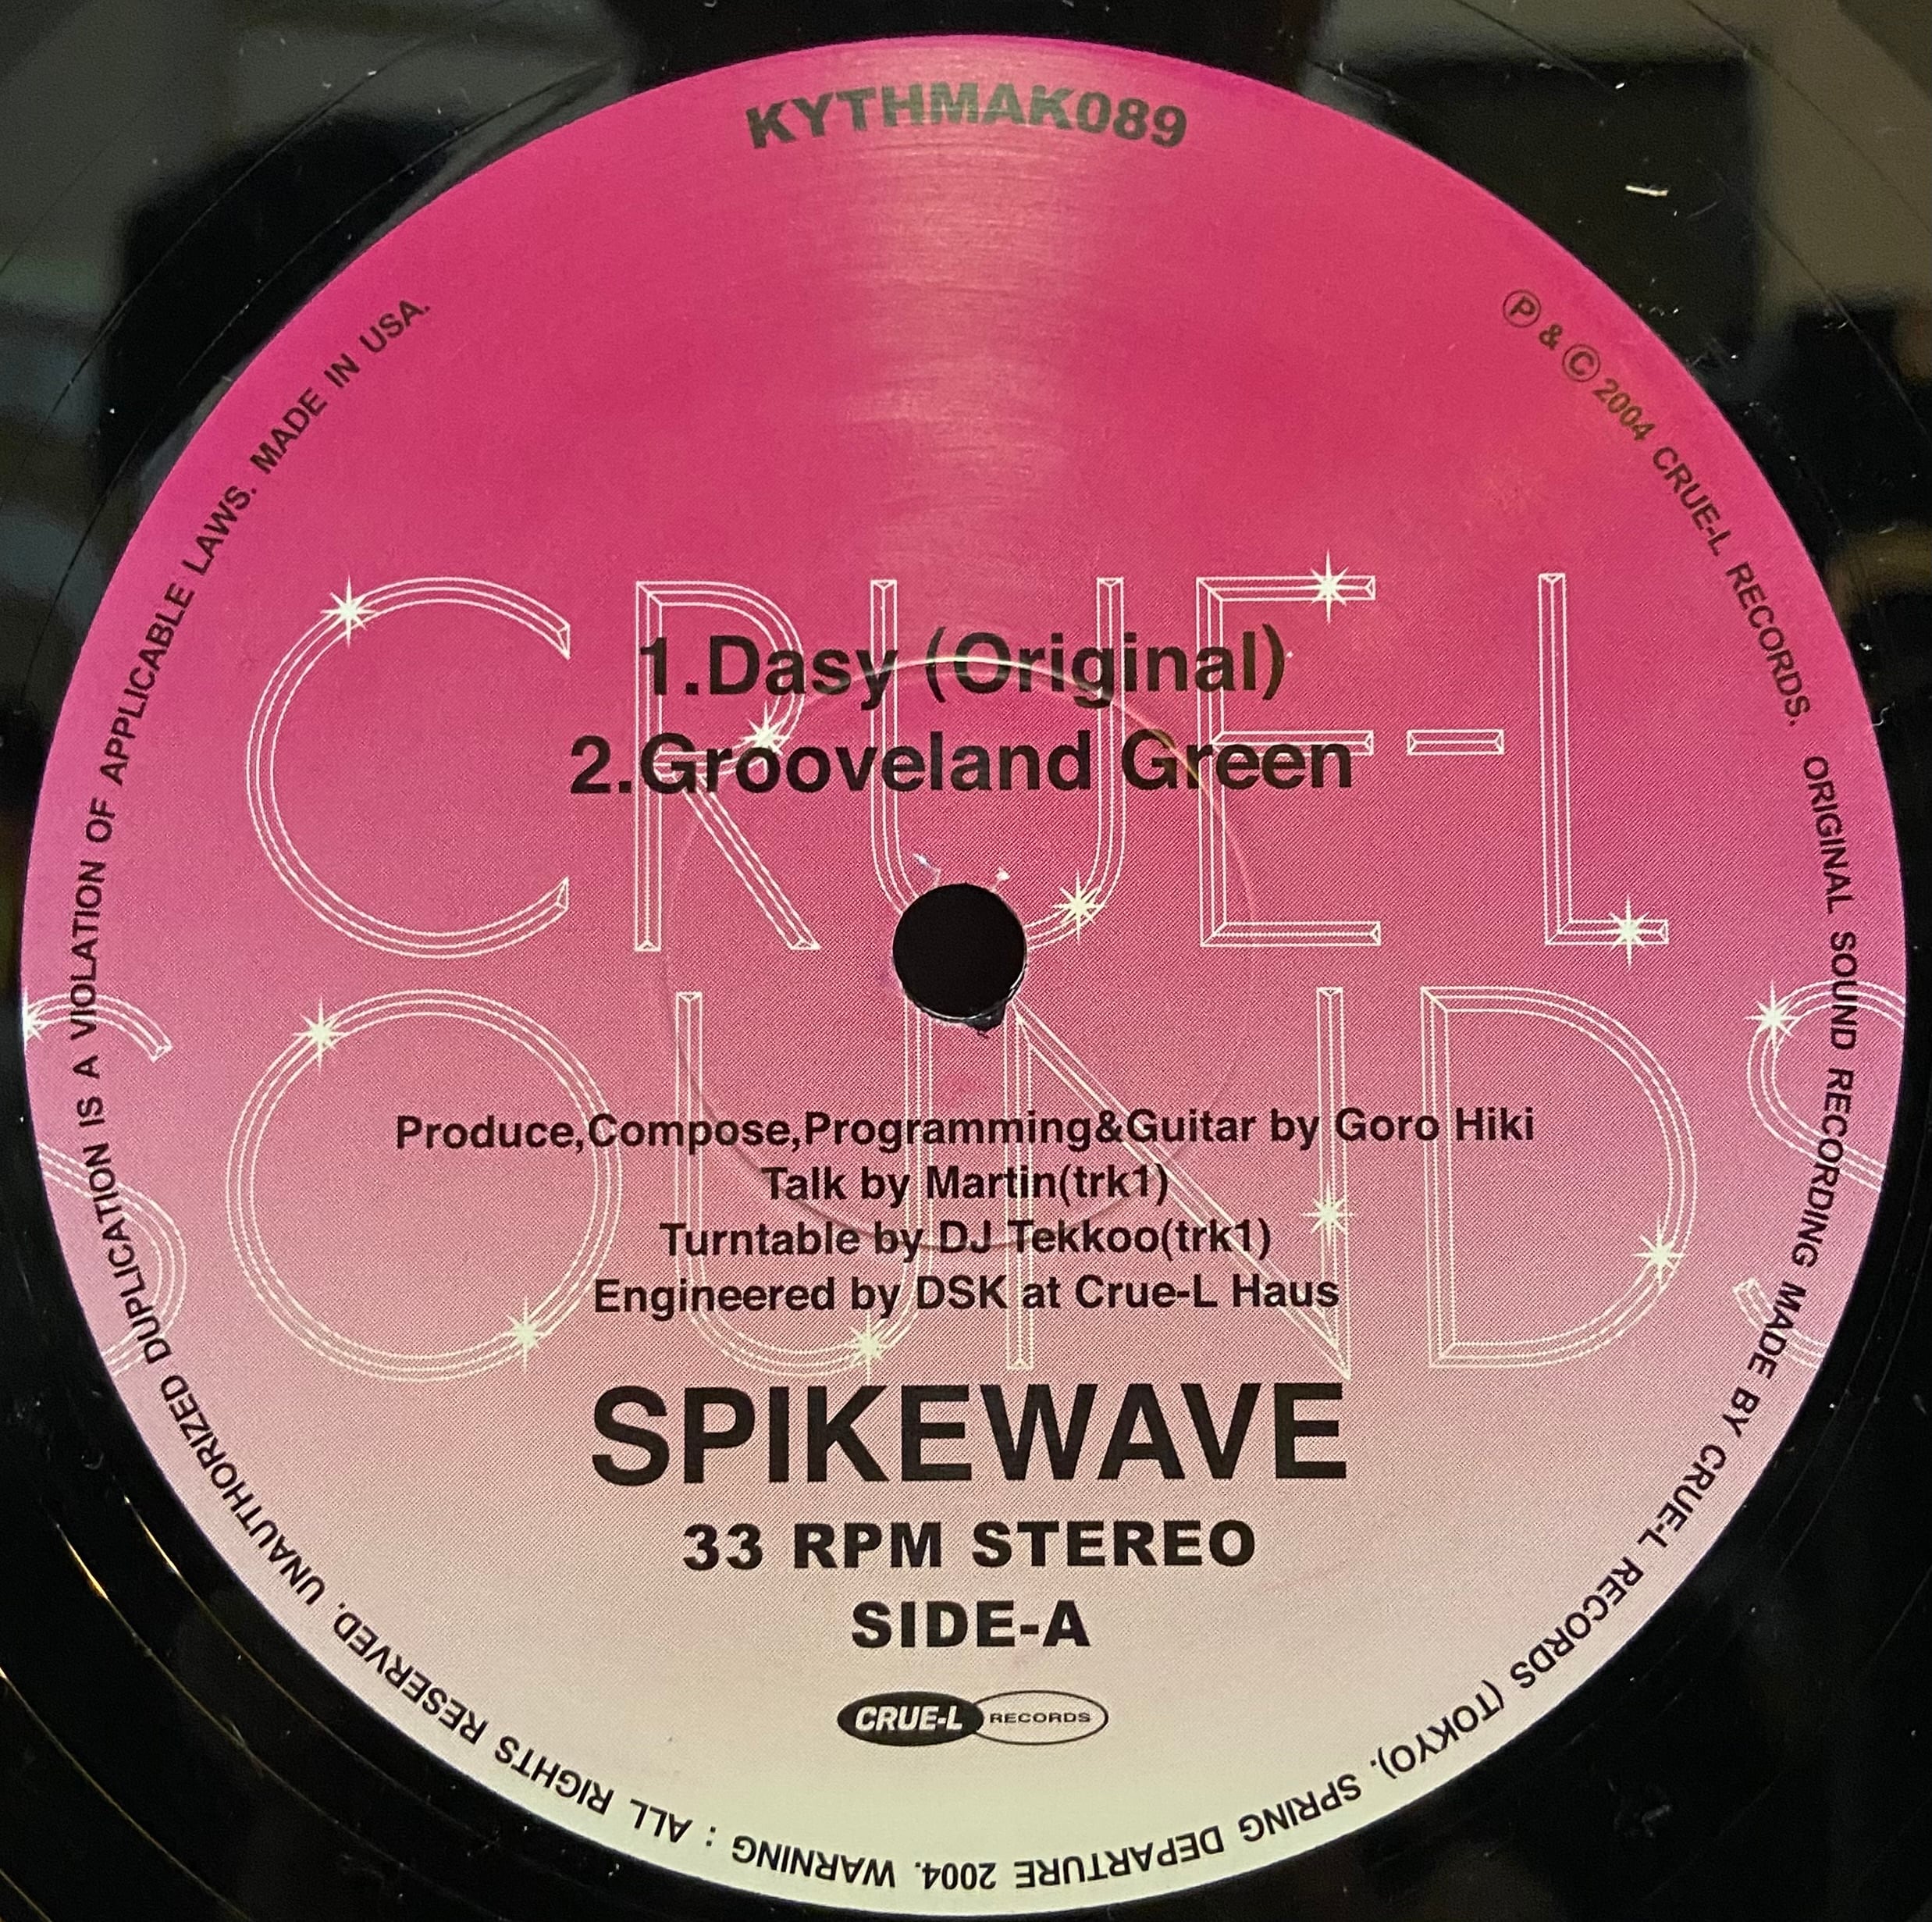 KYTHMAK089
CRUE-L
SOUNDS
1.Dasy (Original)
2.Grooveland Green
Produce,Compose,Programming&Guitar by Goro Hiki
Talk by Martin(trk1)
Turntable by DJ Tekkoo(trk1)
Engineered by DSK at Crue-L Haus
SPIKEWAVE
33 RPM STEREO
SIDE-A
CRUE-L RECORDS
Ⓟ & Ⓒ 2004 CRUE-L RECORDS. ORIGINAL SOUND RECORDING MADE BY CRUE-L RECORDS (TOKYO). SPRING DEPARTURE 2004. WARNING : ALL RIGHTS RESERVED. UNAUTHORIZED DUPLICATION IS A VIOLATION OF APPLICABLE LAWS. MADE IN USA.